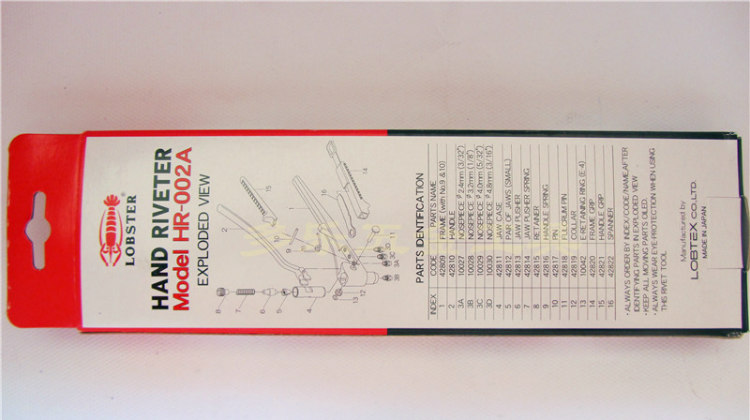 LOBSTER
HAND RIVETER
Model HR-002A
EXPLODED VIEW
PARTS IDENTIFICATION
INDEX CODE PARTS NAME
1 42809 FRAME (with No.9 & 10)
2 42810 HANDLE
3A 10027 NOSEPIECE φ 2.4mm (3/32")
3B 10028 NOSEPIECE φ 3.2mm (1/8")
3C 10029 NOSEPIECE φ 4.0mm (5/32")
3D 10030 NOSEPIECE φ 4.8mm (3/16")
4 42811 JAW CASE
5 42812 PAIR OF JAWS (SMALL)
6 42813 JAW PUSHER
7 42814 JAW PUSHER SPRING
8 42815 RETAINER
9 42816 HANDLE SPRING
10 42817 PIN
11 42818 FULCRUM PIN
12 42819 COLLAR
13 10042 E-RETAINING RING (E 4)
14 42820 FRAME GRIP
15 42821 HANDLE GRIP
16 42822 SPANNER
・ALWAYS ORDER BY INDEX/CODE/NAME, AFTER
IDENTIFYING PARTS IN EXPLODED VIEW
・KEEP ALL MOVING PARTS OILED.
・ALWAYS WEAR EYE PROTECTION WHEN USING
THIS RIVET TOOL
Manufactured by
LOBTEX CO., LTD.
MADE IN JAPAN